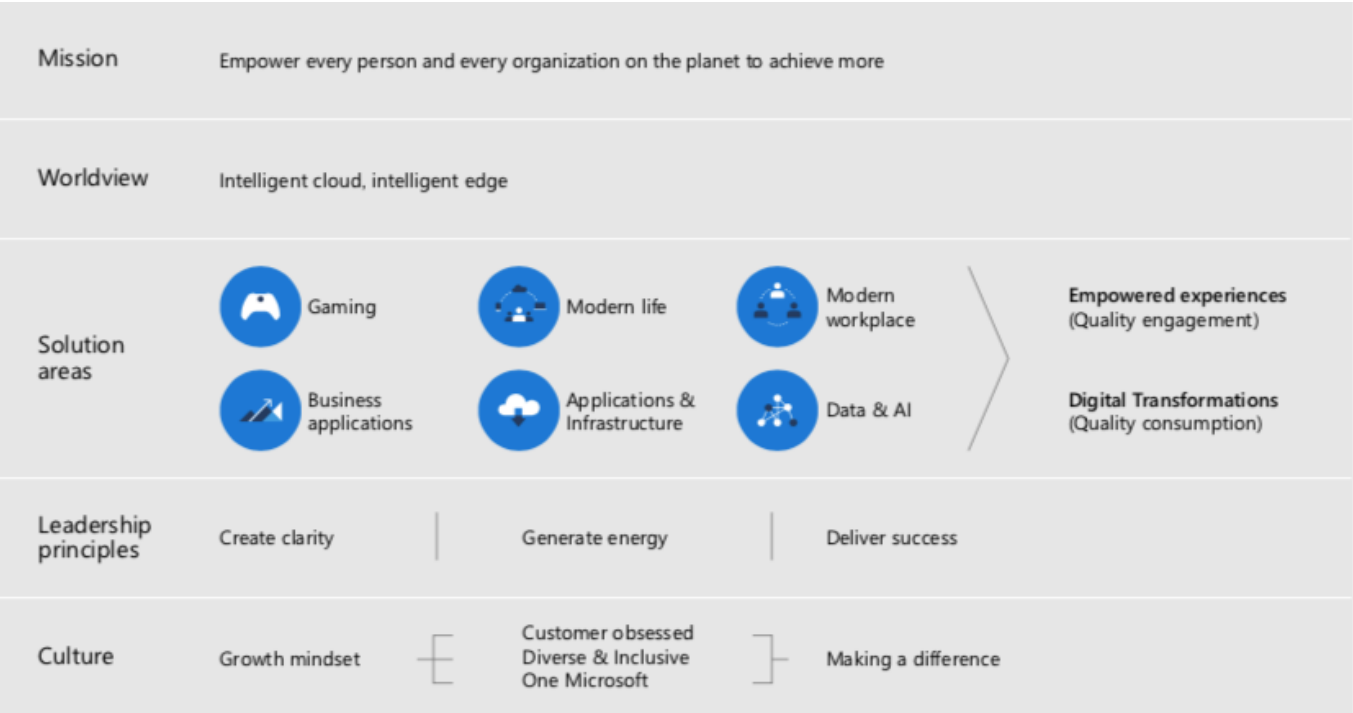 Mission
Empower every person and every organization on the planet to achieve more
Worldview
Intelligent cloud, intelligent edge
Solution
areas
Gaming
Modern life
Modern
workplace
Empowered experiences
(Quality engagement)
Business
applications
Applications &
Infrastructure
Data & AI
Digital Transformations
(Quality consumption)
Leadership
principles
Create clarity
Generate energy
Deliver success
Culture
Growth mindset
Customer obsessed
Diverse & Inclusive
One Microsoft
Making a difference